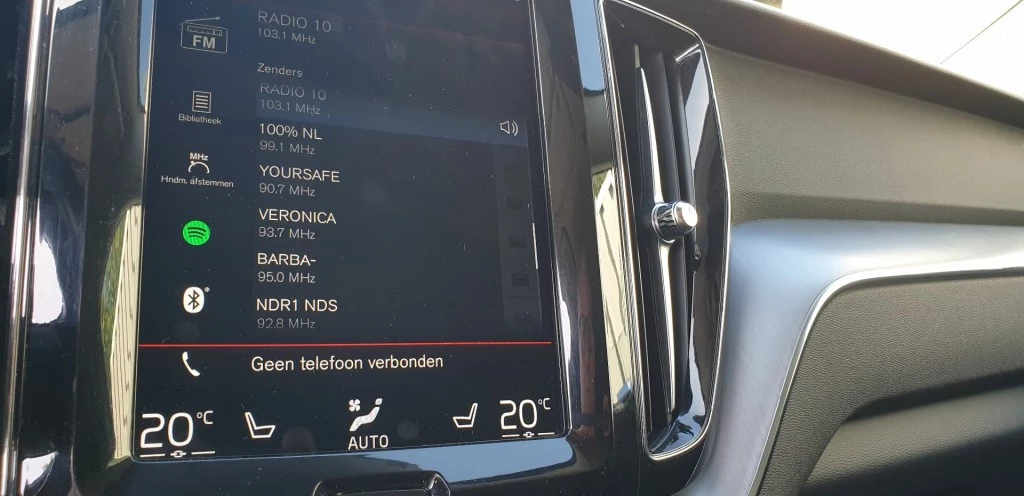 FM
RADIO 10
103.1 MHz
Zenders
RADIO 10
103.1 MHz
Bibliotheek
100% NL
99.1 MHz
MHz
Hndm. afstemmen
YOURSAFE
90.7 MHz
VERONICA
93.7 MHz
BARBA-
95.0 MHz
NDR1 NDS
92.8 MHz
Geen telefoon verbonden
20°C
AUTO
20°C